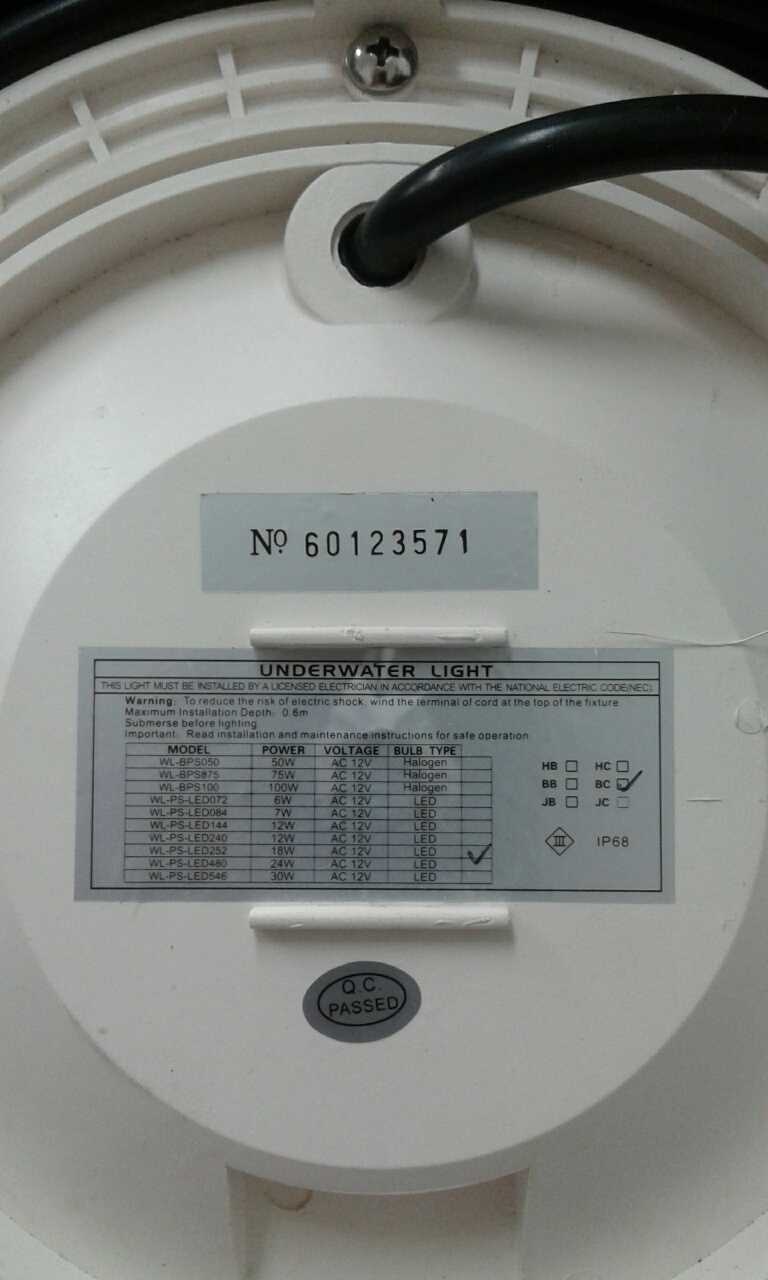 Nº 60123571
UNDERWATER LIGHT
THIS LIGHT MUST BE INSTALLED BY A LICENSED ELECTRICIAN IN ACCORDANCE WITH THE NATIONAL ELECTRIC CODE(NEC)
Warning: To reduce the risk of electric shock, wind the terminal of cord at the top of the fixture
Maximum Installation Depth: 0.6m
Submerse before lighting.
Important: Read installation and maintenance instructions for safe operation
MODEL POWER VOLTAGE BULB TYPE
WL-BPS050 50W AC 12V Halogen
WL-BPS875 75W AC 12V Halogen
WL-BPS100 100W AC 12V Halogen
WL-PS-LED072 6W AC 12V LED
WL-PS-LED084 7W AC 12V LED
WL-PS-LED144 12W AC 12V LED
WL-PS-LED240 12W AC 12V LED
WL-PS-LED252 18W AC 12V LED
WL-PS-LED480 24W AC 12V LED
WL-PS-LED546 30W AC 12V LED
HB HC
BB BC
JB JC
III IP68
Q.C.
PASSED